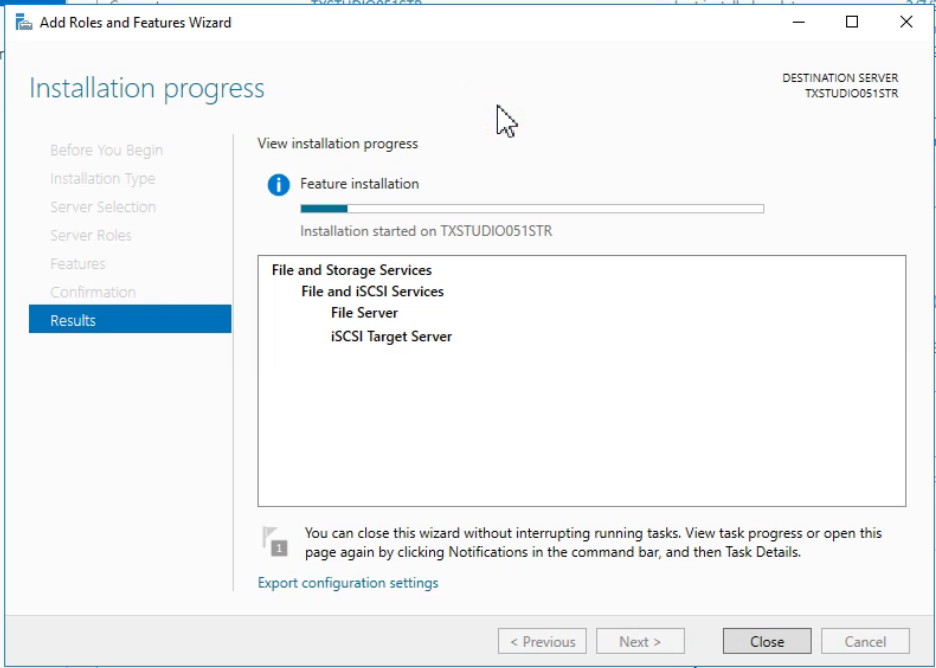 Add Roles and Features Wizard
Installation progress
DESTINATION SERVER
TXSTUDIO051STR
Before You Begin
Installation Type
Server Selection
Server Roles
Features
Confirmation
Results
View installation progress
Feature installation
Installation started on TXSTUDIO051STR
File and Storage Services
File and iSCSI Services
File Server
iSCSI Target Server
1
You can close this wizard without interrupting running tasks. View task progress or open this
page again by clicking Notifications in the command bar, and then Task Details.
Export configuration settings
< Previous
Next >
Close
Cancel